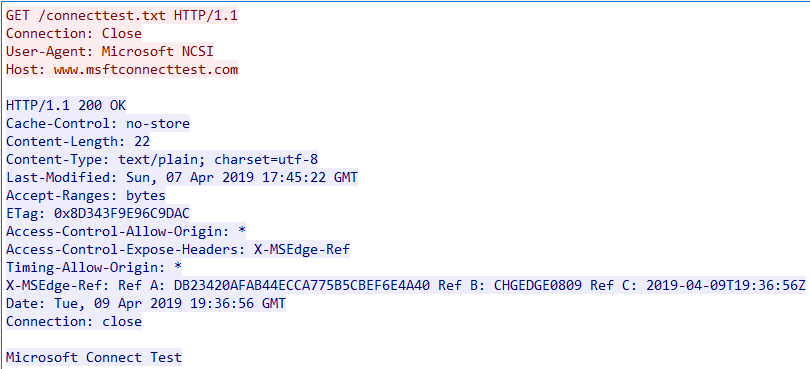 GET /connecttest.txt HTTP/1.1
Connection: Close
User-Agent: Microsoft NCSI
Host: www.msftconnecttest.com

HTTP/1.1 200 OK
Cache-Control: no-store
Content-Length: 22
Content-Type: text/plain; charset=utf-8
Last-Modified: Sun, 07 Apr 2019 17:45:22 GMT
Accept-Ranges: bytes
ETag: 0x8D343F9E96C9DAC
Access-Control-Allow-Origin: *
Access-Control-Expose-Headers: X-MSEdge-Ref
Timing-Allow-Origin: *
X-MSEdge-Ref: Ref A: DB23420AFAB44ECCA775B5CBEF6E4A40 Ref B: CHGEDGE0809 Ref C: 2019-04-09T19:36:56Z
Date: Tue, 09 Apr 2019 19:36:56 GMT
Connection: close

Microsoft Connect Test